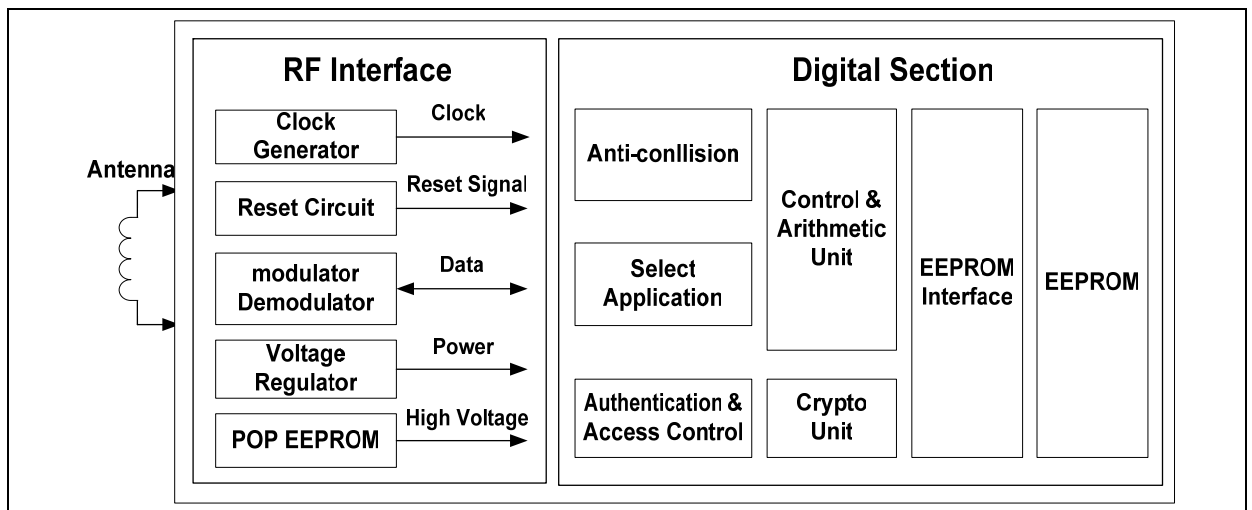 RF Interface
Digital Section
Antenna
Clock
Generator
Clock
Reset Circuit
Reset Signal
modulator
Demodulator
Data
Voltage
Regulator
Power
POP EEPROM
High Voltage
Anti-conllision
Select
Application
Authentication &
Access Control
Control &
Arithmetic
Unit
Crypto
Unit
EEPROM
Interface
EEPROM